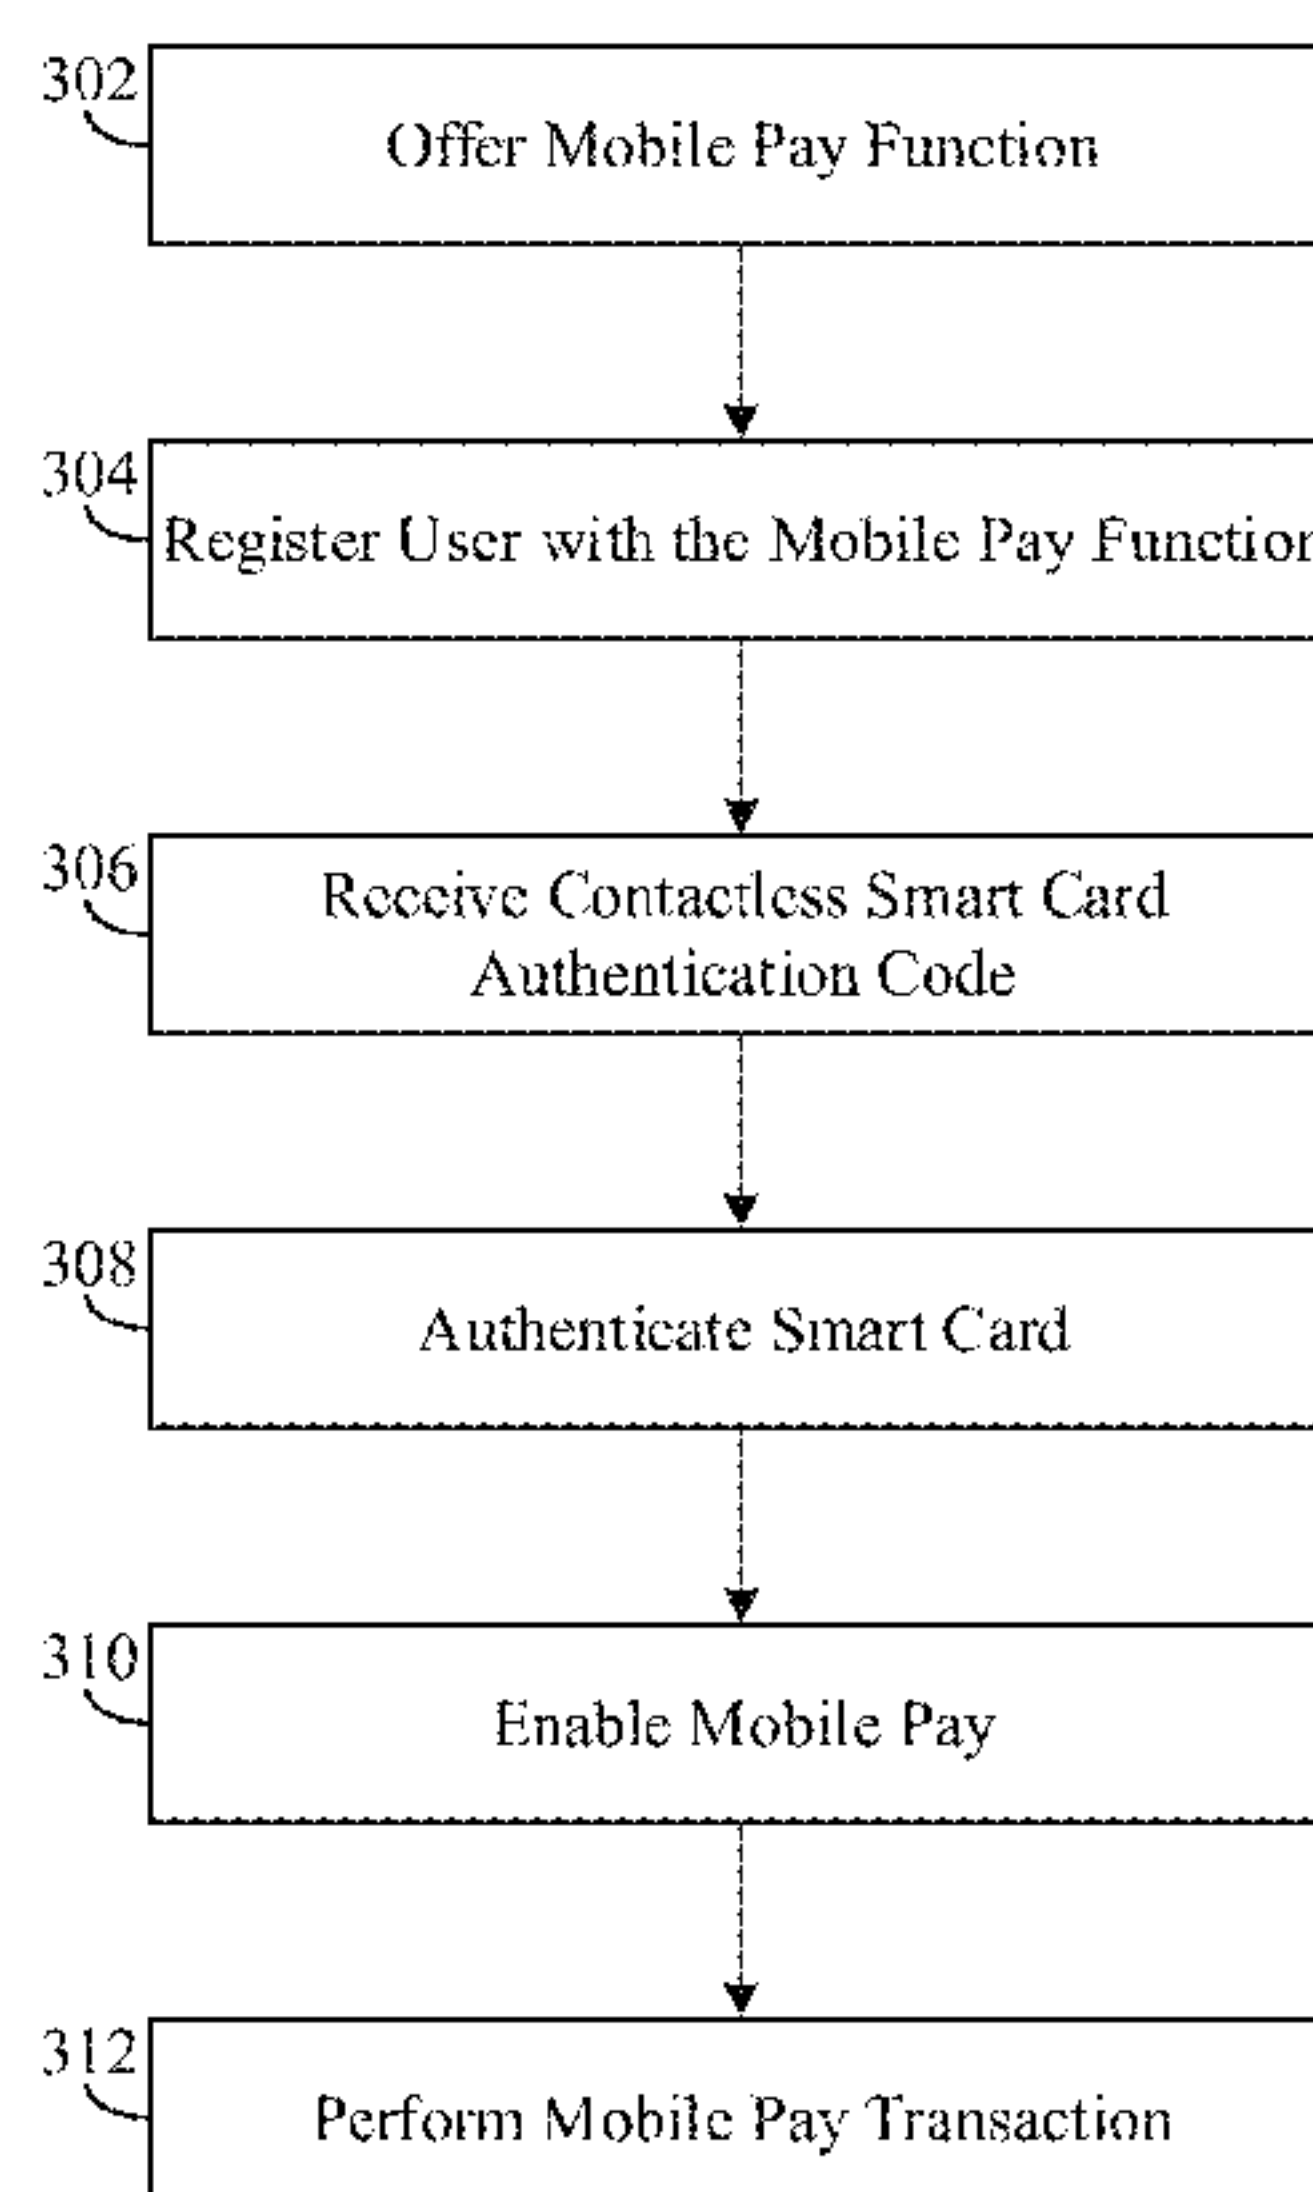 302
Offer Mobile Pay Function
304
Register User with the Mobile Pay Function
306
Receive Contactless Smart Card
Authentication Code
308
Authenticate Smart Card
310
Enable Mobile Pay
312
Perform Mobile Pay Transaction